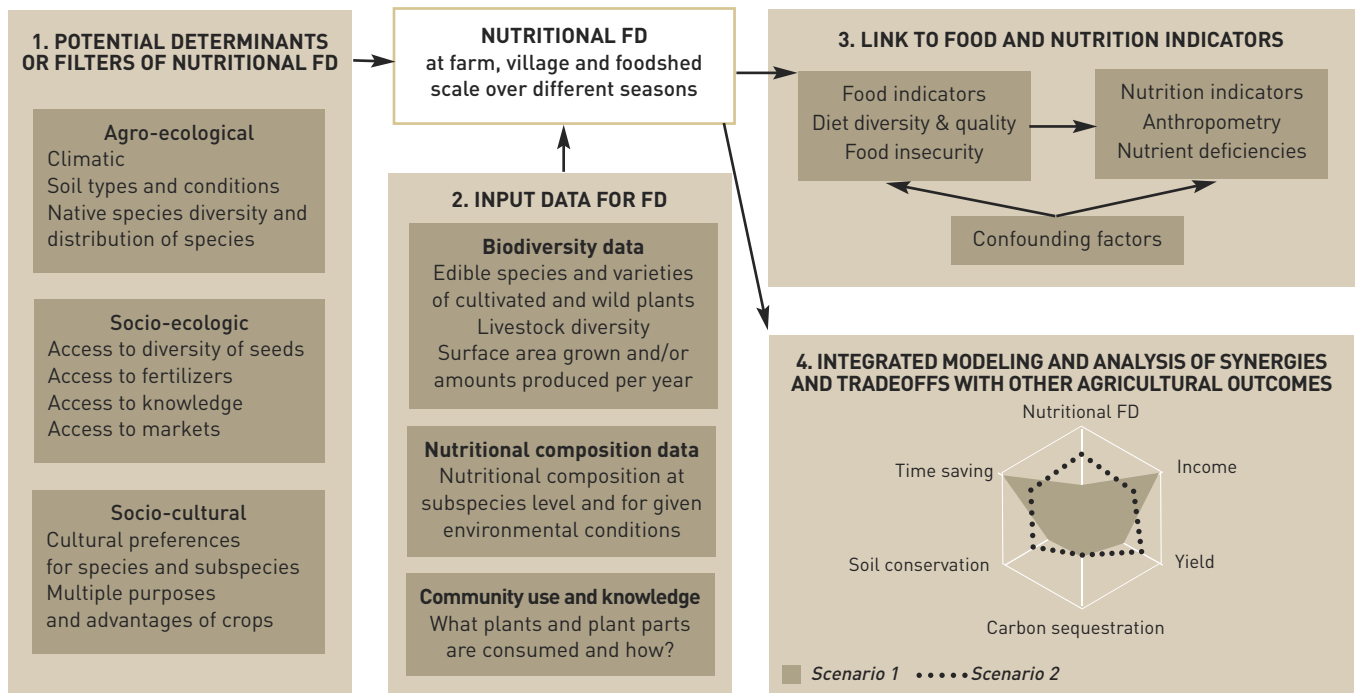 1. POTENTIAL DETERMINANTS
OR FILTERS OF NUTRITIONAL FD
Agro-ecological
Climatic
Soil types and conditions
Native species diversity and
distribution of species
Socio-ecologic
Access to diversity of seeds
Access to fertilizers
Access to knowledge
Access to markets
Socio-cultural
Cultural preferences
for species and subspecies
Multiple purposes
and advantages of crops
NUTRITIONAL FD
at farm, village and foodshed
scale over different seasons
2. INPUT DATA FOR FD
Biodiversity data
Edible species and varieties
of cultivated and wild plants
Livestock diversity
Surface area grown and/or
amounts produced per year
Nutritional composition data
Nutritional composition at
subspecies level and for given
environmental conditions
Community use and knowledge
What plants and plant parts
are consumed and how?
3. LINK TO FOOD AND NUTRITION INDICATORS
Food indicators
Diet diversity & quality
Food insecurity
Nutrition indicators
Anthropometry
Nutrient deficiencies
Confounding factors
4. INTEGRATED MODELING AND ANALYSIS OF SYNERGIES
AND TRADEOFFS WITH OTHER AGRICULTURAL OUTCOMES
Nutritional FD
Time saving
Income
Soil conservation
Yield
Carbon sequestration
Scenario 1
Scenario 2